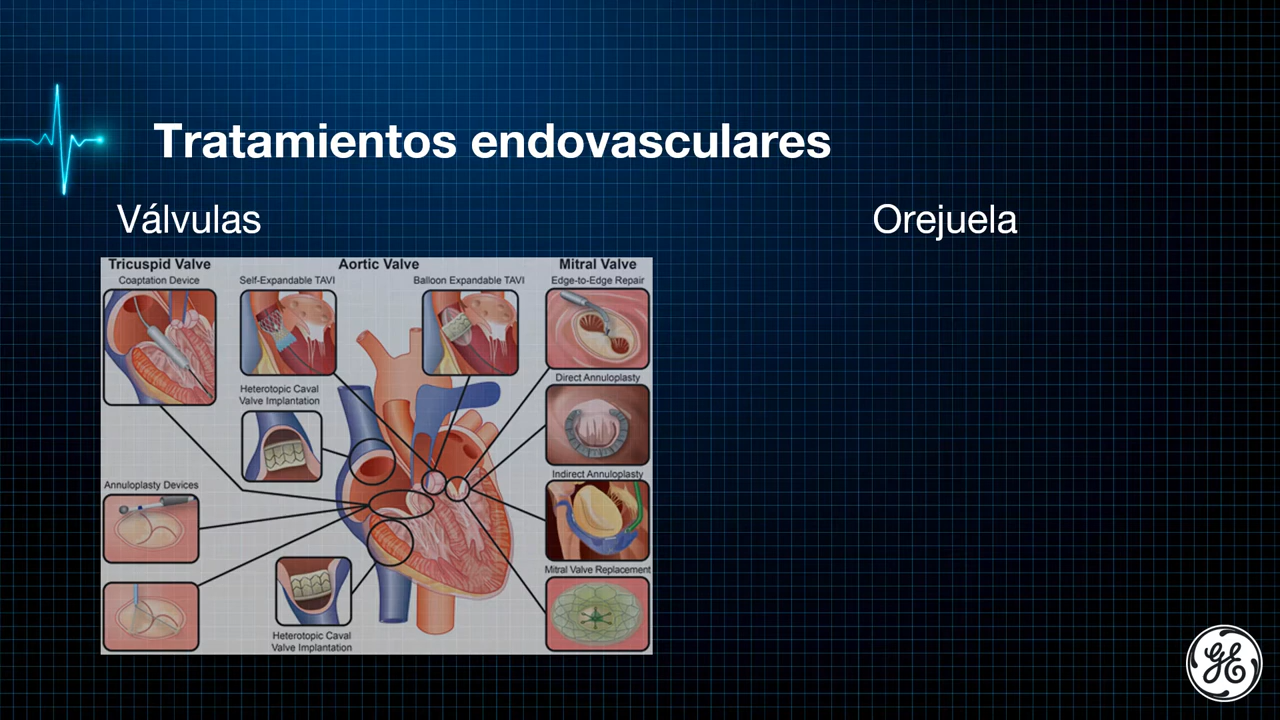 Tratamientos endovasculares
Válvulas
Orejuela
Tricuspid Valve
Aortic Valve
Mitral Valve
Coaptation Device
Self-Expandable TAVI
Balloon Expandable TAVI
Edge-to-Edge Repair
Heterotopic Caval
Valve Implantation
Direct Annuloplasty
Indirect Annuloplasty
Annuloplasty Devices
Mitral Valve Replacement
Heterotopic Caval
Valve Implantation
GE